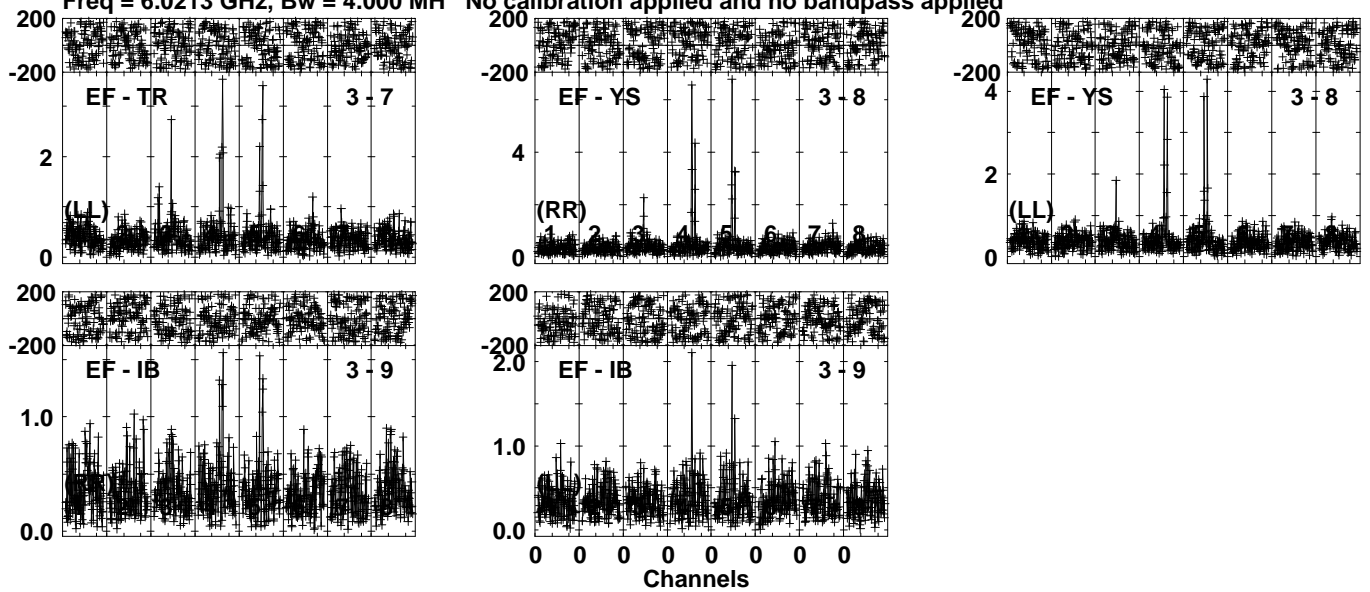 Freq = 6.0213 GHz, Bw = 4.000 MH No calibration applied and no bandpass applied
200
-200
EF - TR 3 - 7
2
(LL)
0
200
-200
EF - YS 3 - 8
4
(RR)
1 2 3 4 5 6 7 8
0
200
-200
4
EF - YS 3 - 8
2
(LL)
0
200
-200
EF - IB 3 - 9
1.0
0.0
200
-200
2.0
EF - IB 3 - 9
1.0
0.0
0 0 0 0 0 0 0 0
Channels